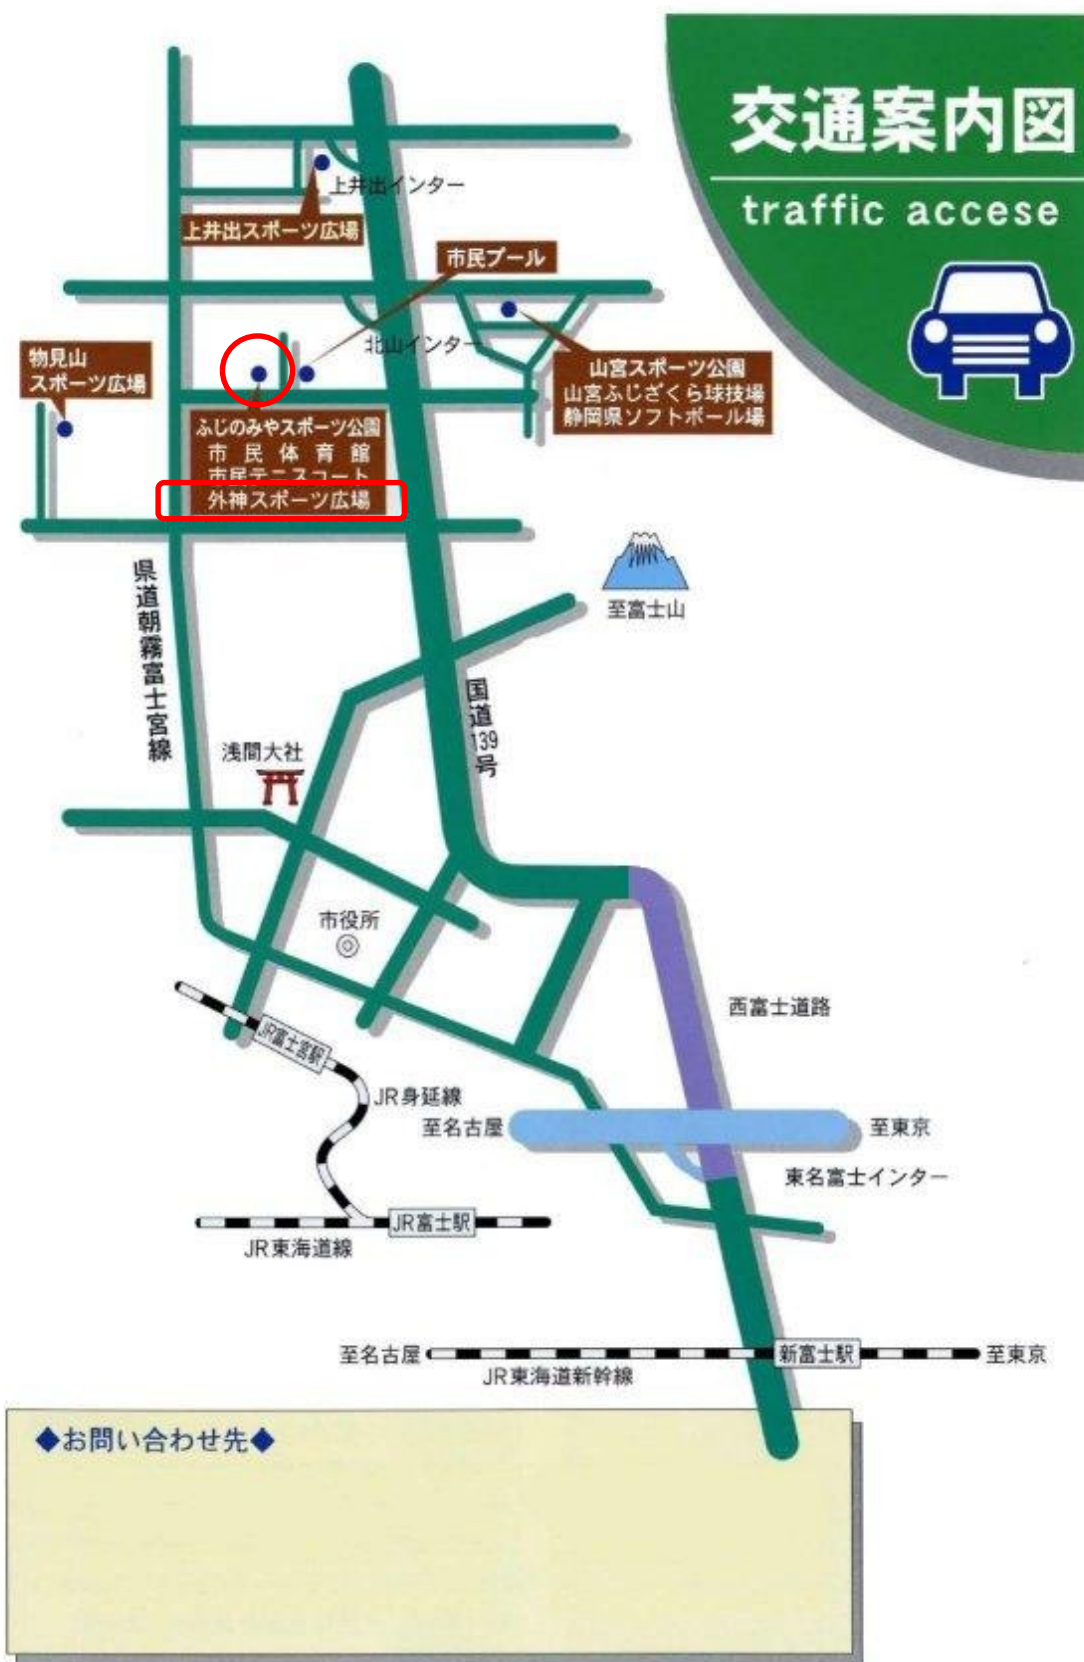 交通案内図
traffic accese
上井出インター
上井出スポーツ広場
市民プール
北山インター
物見山
スポーツ広場
山宮スポーツ公園
山宮ふじざくら球技場
静岡県ソフトボール場
ふじのみやスポーツ公園
市民体育館
市民テニスコート
外神スポーツ広場
至富士山
県道朝霧富士宮線
国道139号
浅間大社
市役所
西富士道路
JR富士宮駅
JR身延線
至名古屋
至東京
東名富士インター
JR富士駅
JR東海道線
至名古屋
新富士駅
至東京
JR東海道新幹線
◆お問い合わせ先◆